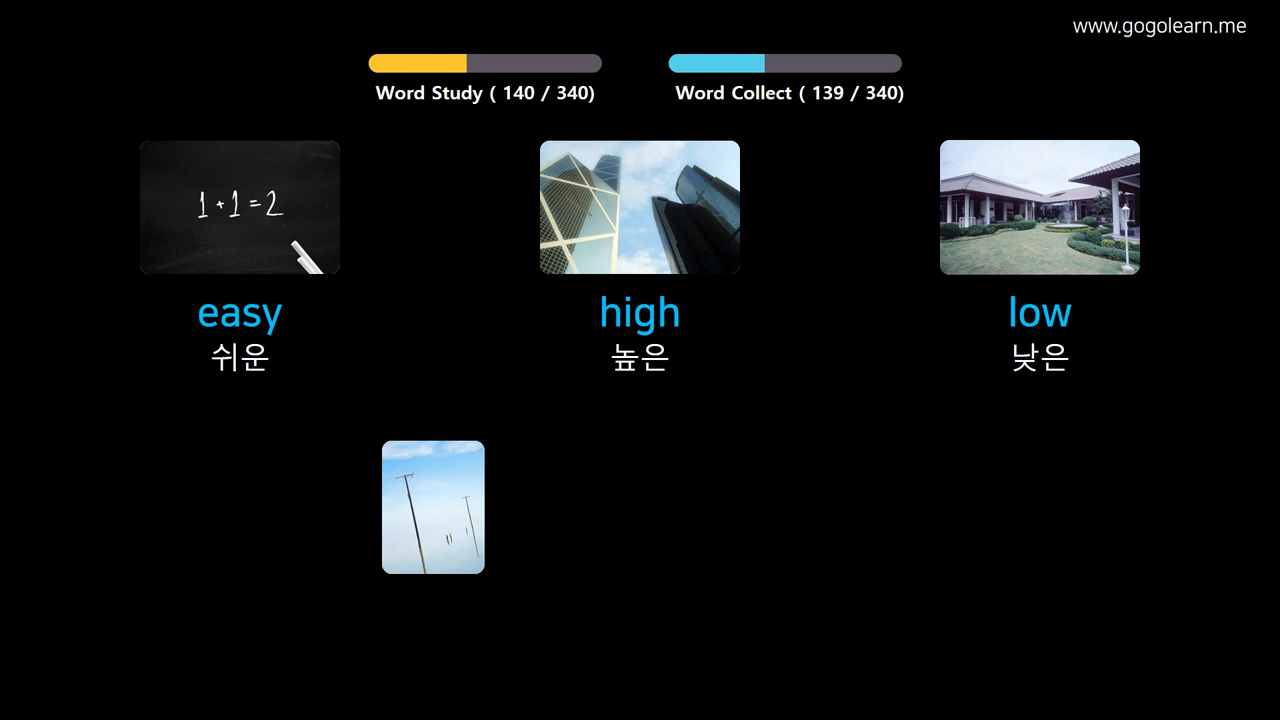 www.gogolearn.me
Word Study ( 140 / 340)
Word Collect ( 139 / 340)
1 + 1 = 2
easy
high
low
쉬운
높은
낮은